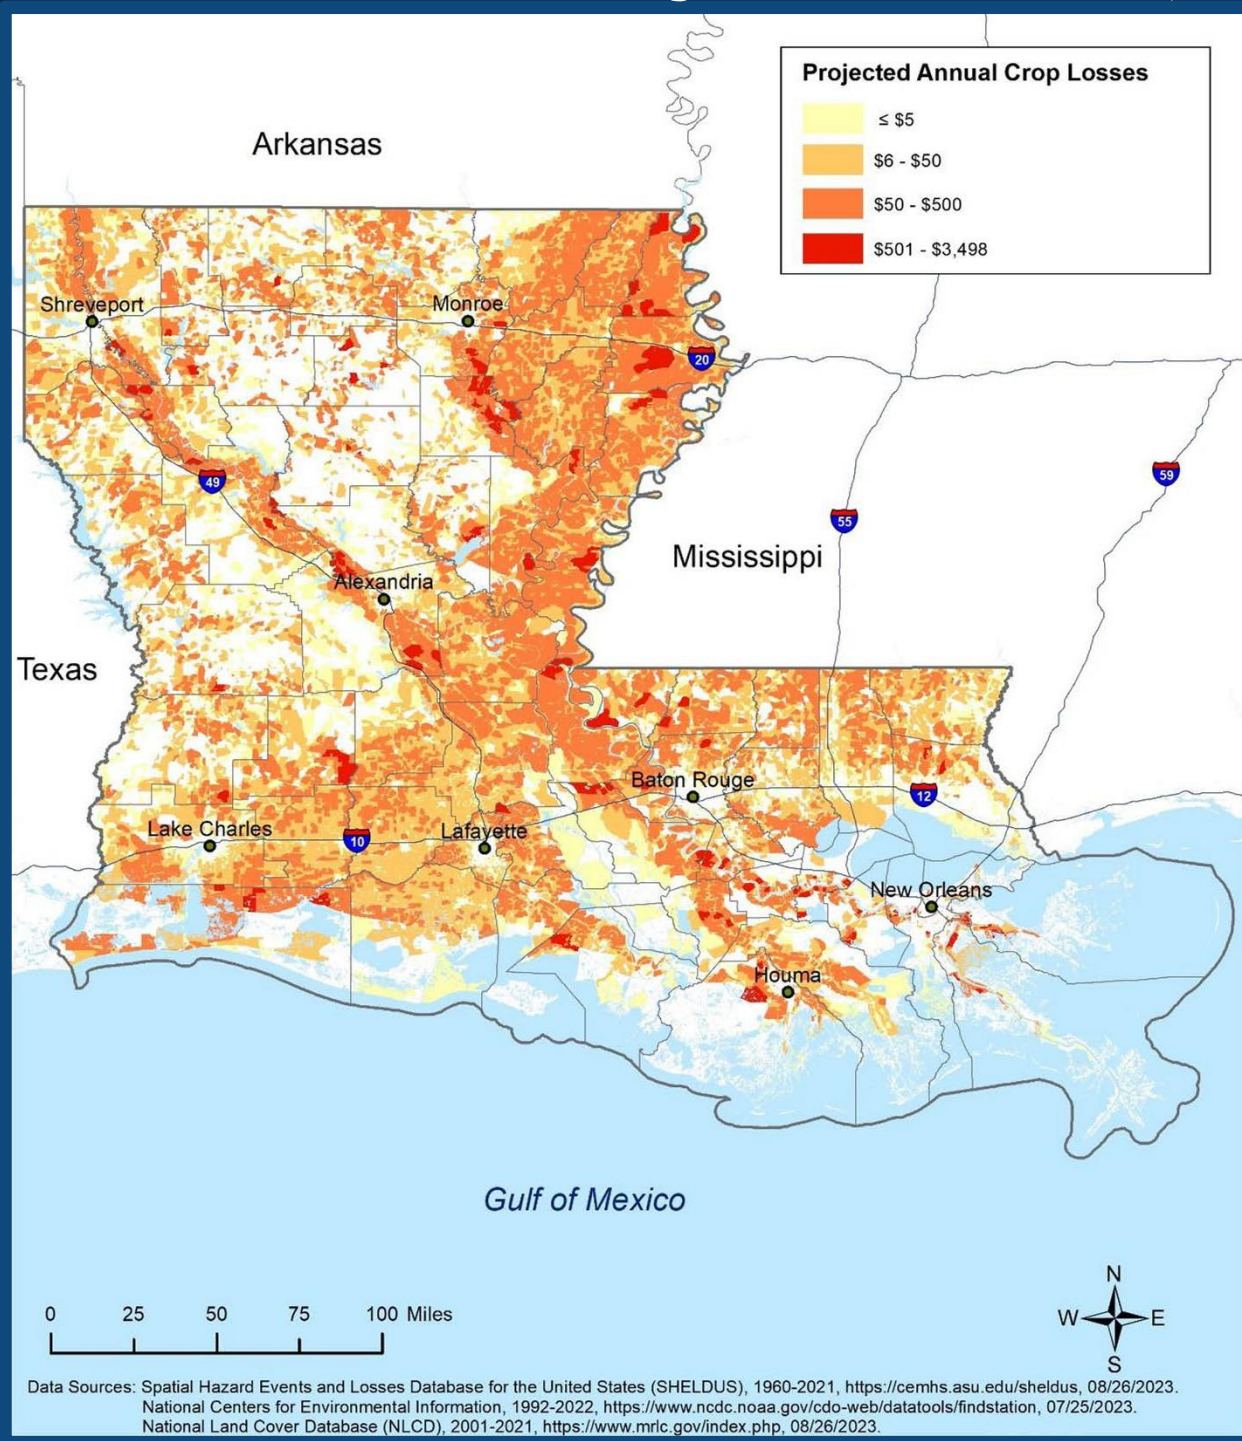 Projected Annual Crop Losses
≤ $5
$6 - $50
$50 - $500
$501 - $3,498
Arkansas
Shreveport
Monroe
20
49
55
59
Mississippi
Alexandria
Texas
Baton Rouge
12
Lake Charles
10
Lafayette
New Orleans
Houma
Gulf of Mexico
N
W E
S
0 25 50 75 100 Miles
Data Sources: Spatial Hazard Events and Losses Database for the United States (SHELDUS), 1960-2021, https://cemhs.asu.edu/sheldus, 08/26/2023.
National Centers for Environmental Information, 1992-2022, https://www.ncdc.noaa.gov/cdo-web/datatools/findstation, 07/25/2023.
National Land Cover Database (NLCD), 2001-2021, https://www.mrlc.gov/index.php, 08/26/2023.